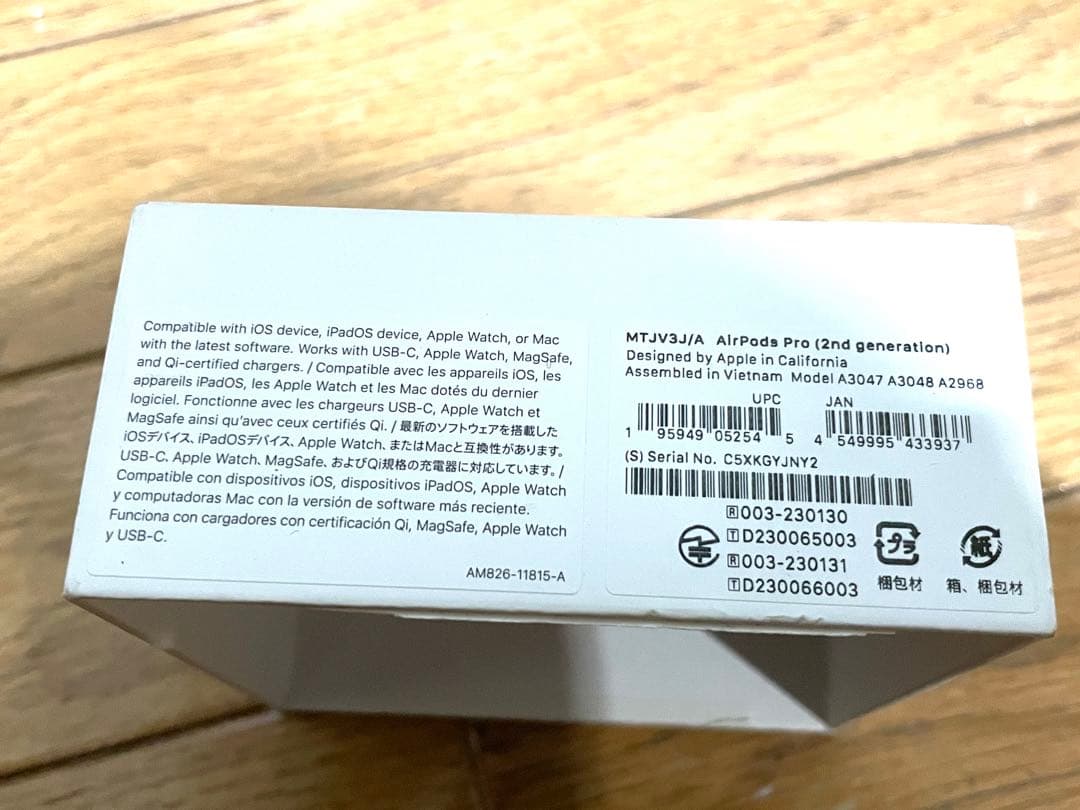 Compatible with iOS device, iPadOS device, Apple Watch, or Mac
with the latest software. Works with USB-C, Apple Watch, MagSafe,
and Qi-certified chargers. / Compatible avec les appareils iOS, les
appareils iPadOS, les Apple Watch et les Mac dotés du dernier
logiciel. Fonctionne avec les chargeurs USB-C, Apple Watch et
MagSafe ainsi qu'avec ceux certifiés Qi. / 最新のソフトウェアを搭載した
iOSデバイス、iPadOSデバイス、Apple Watch、またはMacと互換性があります。
USB-C、Apple Watch、MagSafe、およびQi規格の充電器に対応しています。/
Compatible con dispositivos iOS, dispositivos iPadOS, Apple Watch
y computadoras Mac con la versión de software más reciente.
Funciona con cargadores con certificación Qi, MagSafe, Apple Watch
y USB-C.
AM826-11815-A
MTJV3J/A AirPods Pro (2nd generation)
Designed by Apple in California
Assembled in Vietnam Model A3047 A3048 A2968
UPC JAN
1 95949 05254 5 4 549995 433937
(S) Serial No. C5XKGYJNY2
R 003-230130
T D230065003
R 003-230131
T D230066003
プラ
梱包材
紙
箱、梱包材